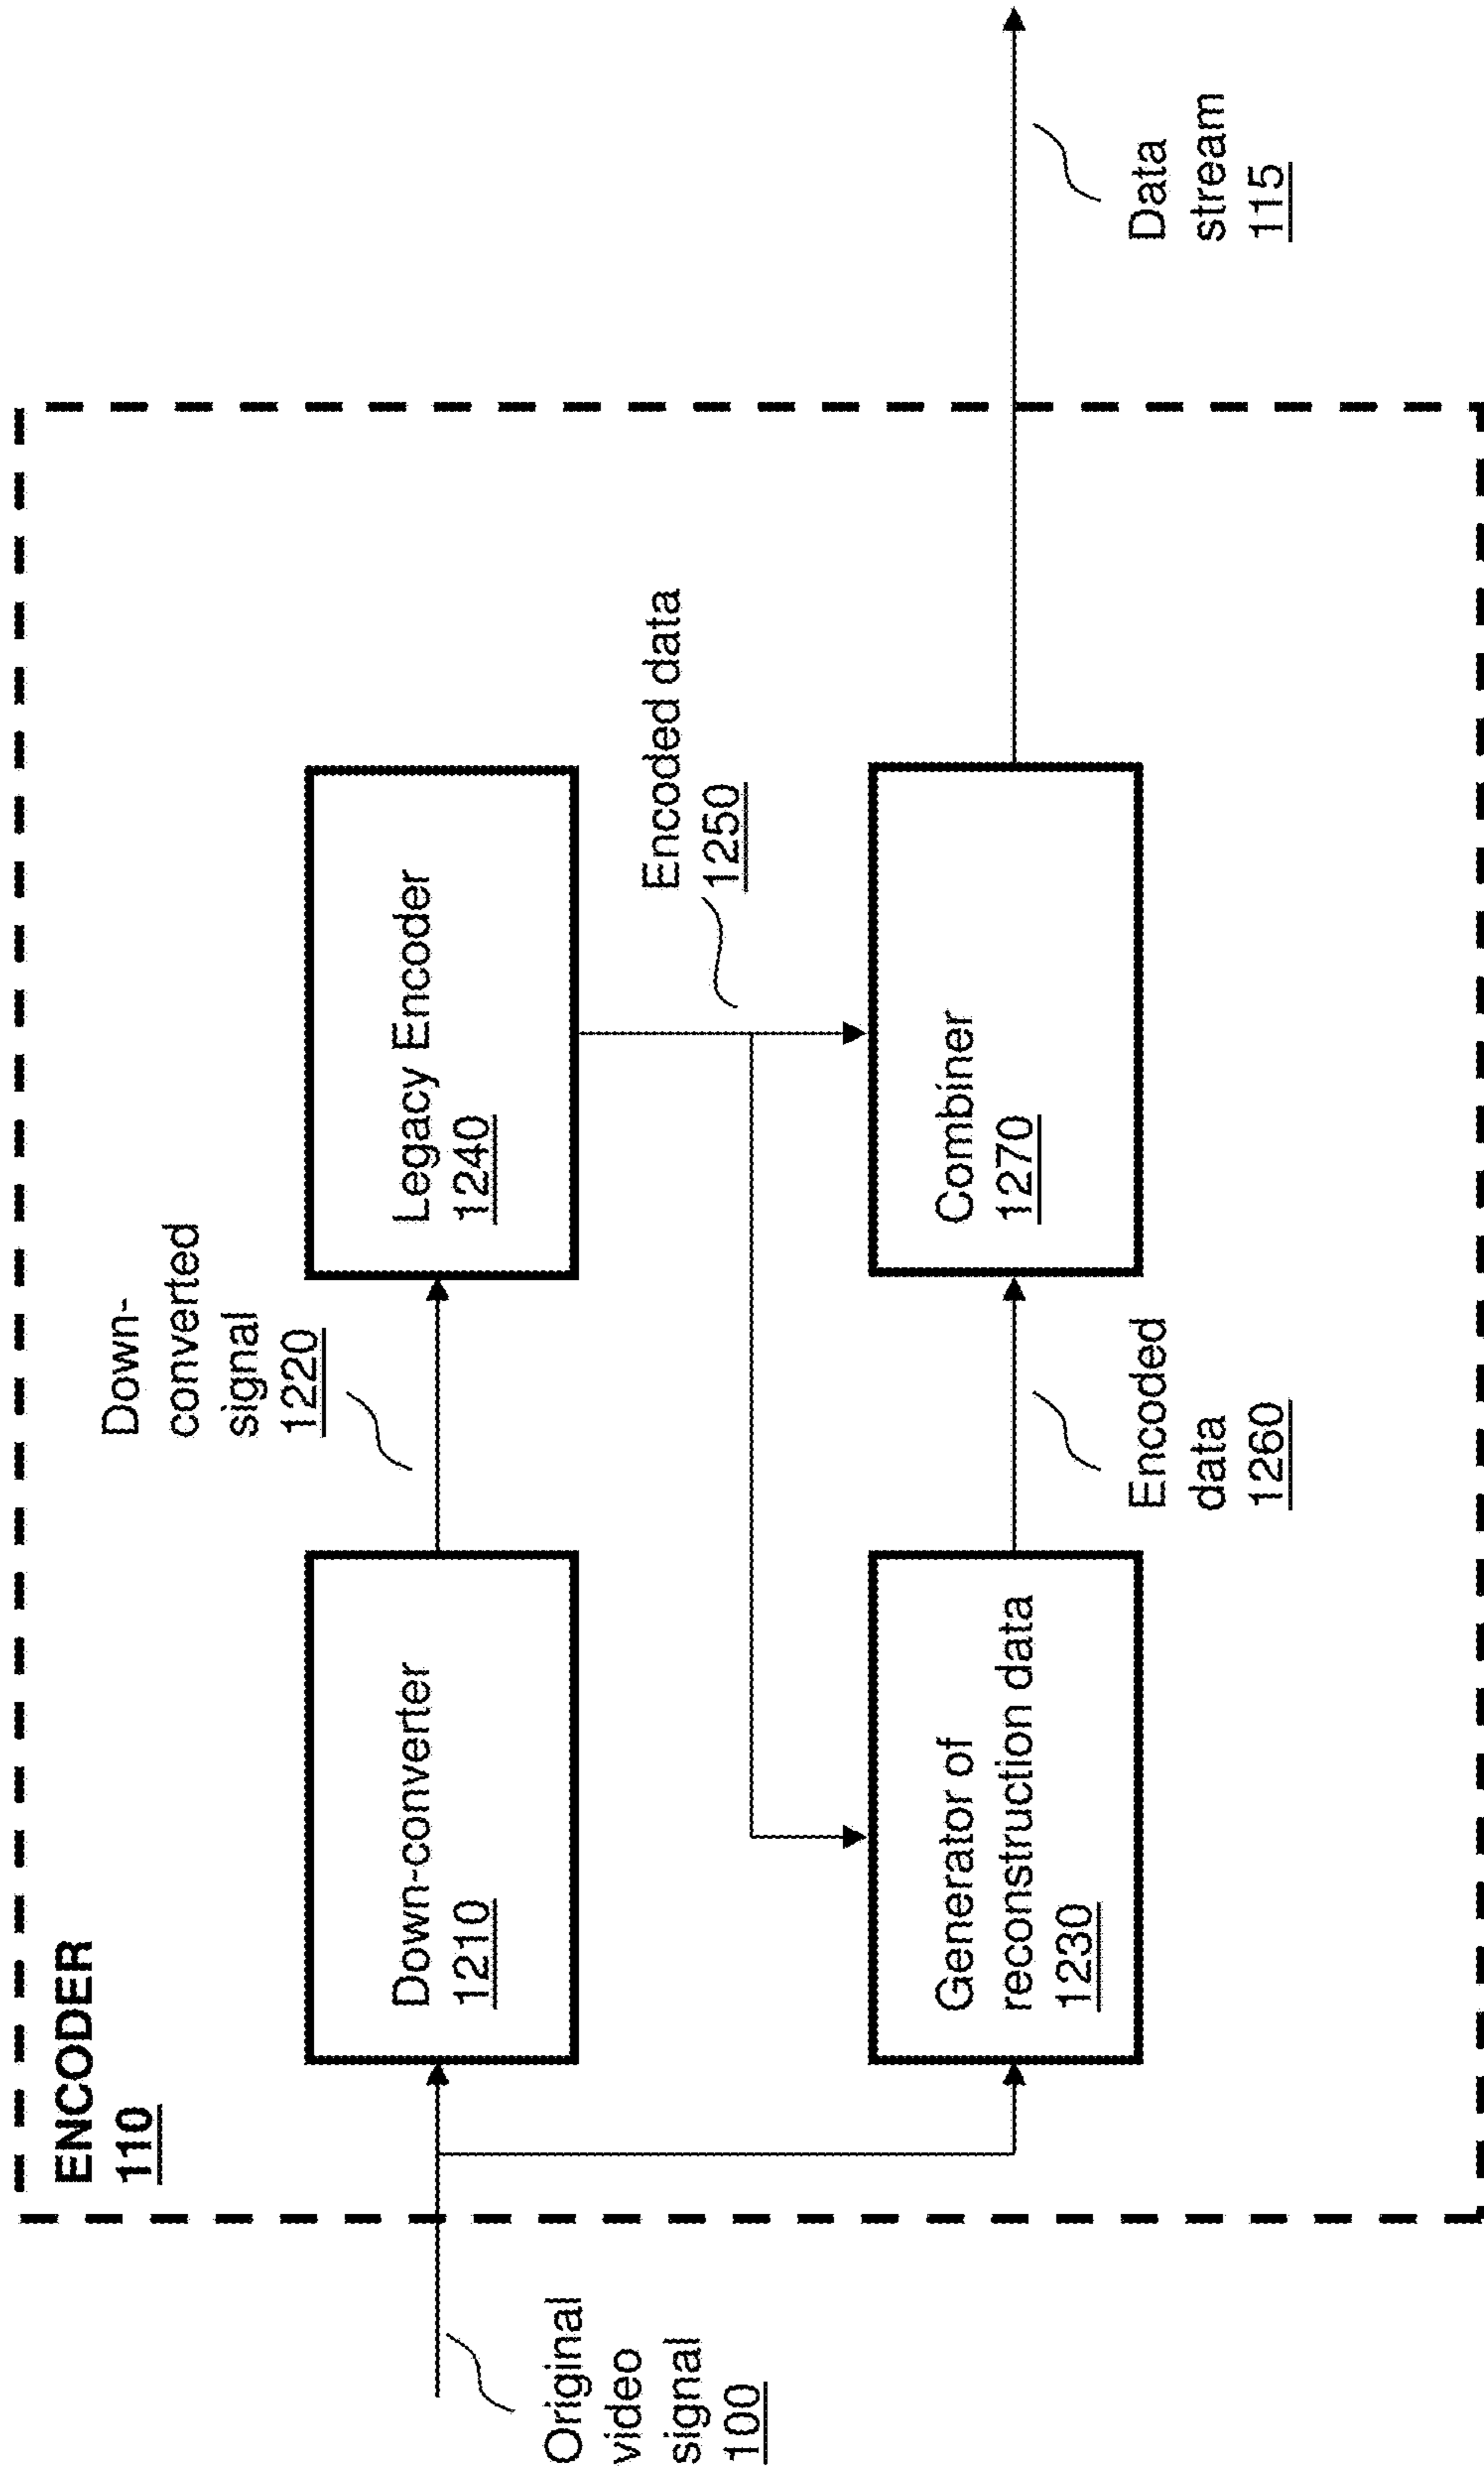 ENCODER
110
Original
video
signal
100
Down-converter
1210
Down-
converted
signal
1220
Legacy Encoder
1240
Encoded data
1250
Generator of
reconstruction data
1230
Encoded
data
1260
Combiner
1270
Data
stream
115